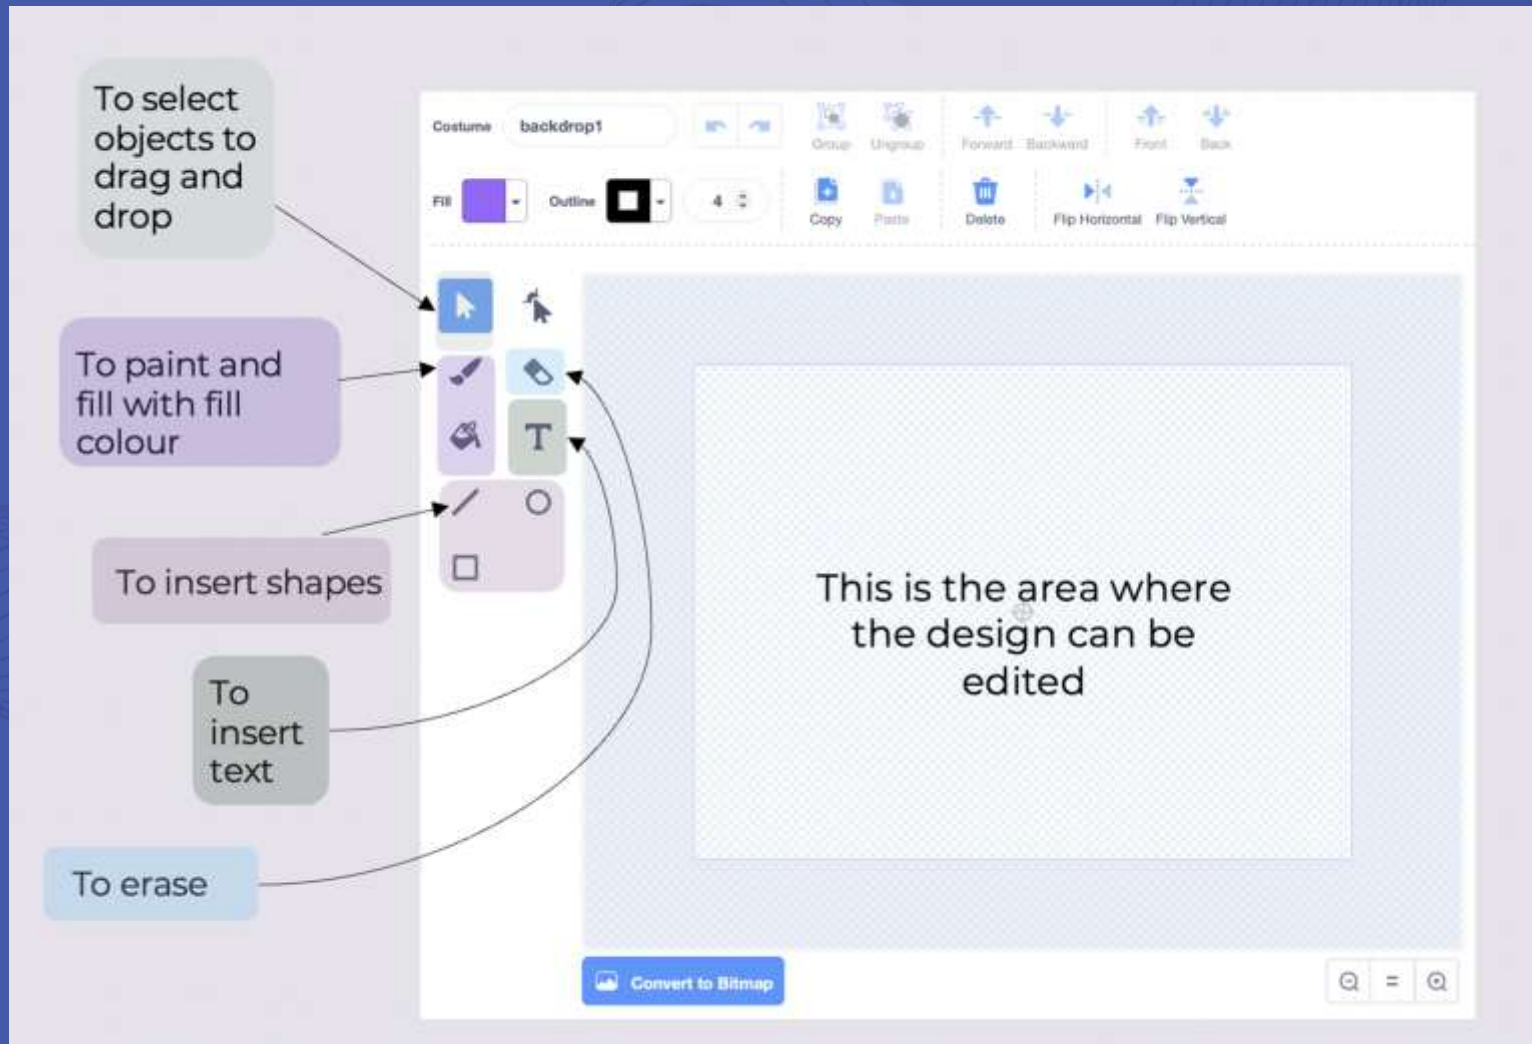 To select
objects to
drag and
drop
To paint and
fill with fill
colour
To insert shapes
To
insert
text
To erase
Costume backdrop1 Group Ungroup Forward Backward Front Back
Fill Outline 4 Copy Paste Delete Flip Horizontal Flip Vertical
T
This is the area where
the design can be
edited
Convert to Bitmap